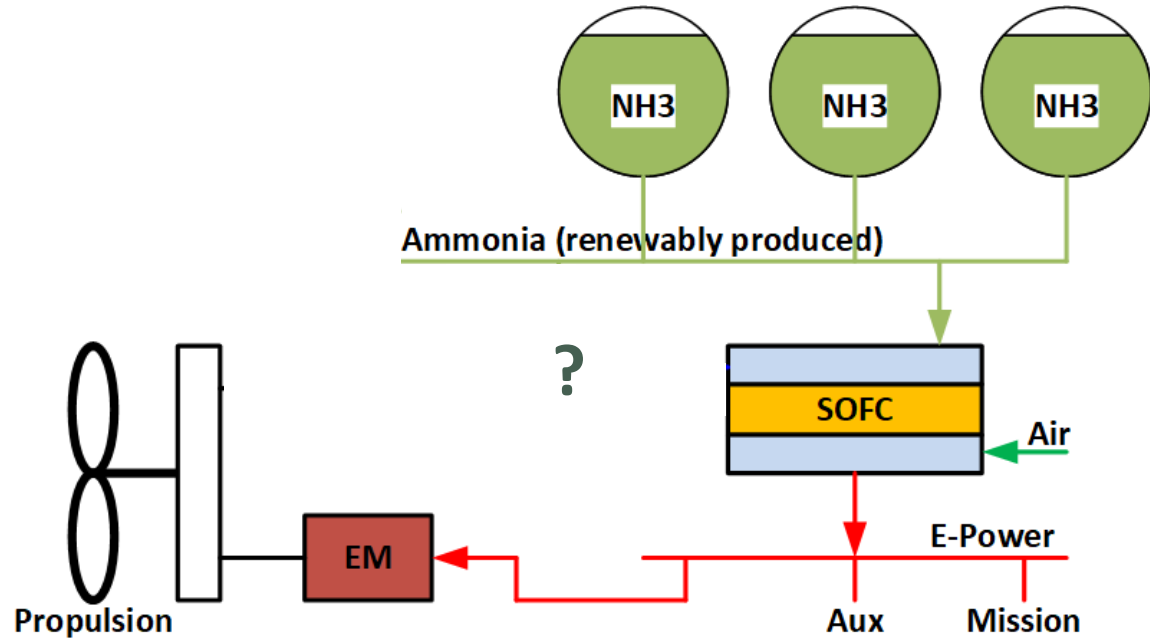 NH3
NH3
NH3
Ammonia (renewably produced)
?
SOFC
Air
E-Power
EM
Propulsion
Aux
Mission